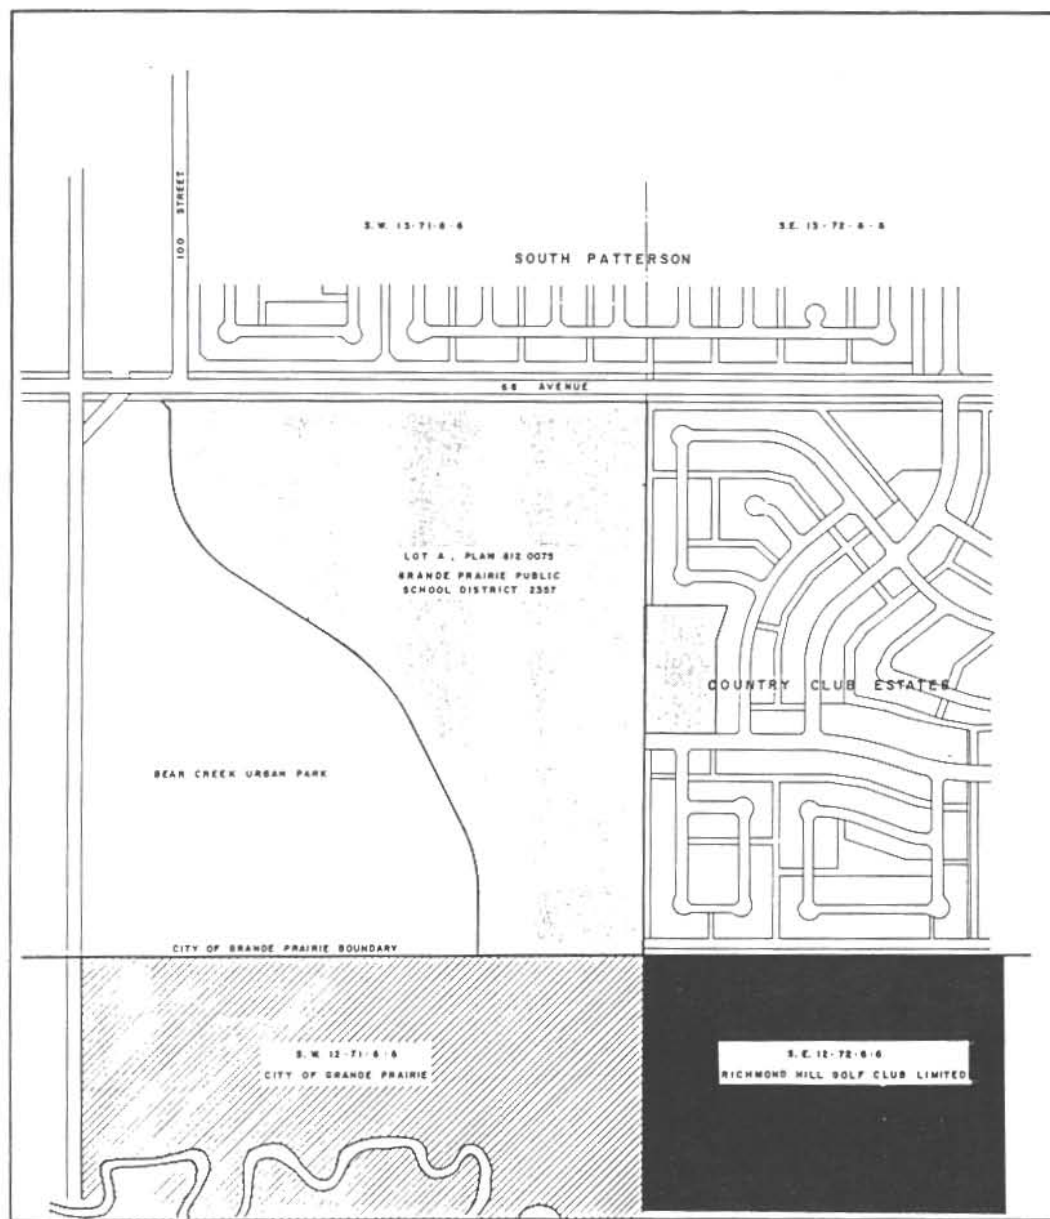 100 STREET
S.W. 13-71-6-6
S.E. 13-72-6-6
SOUTH PATTERSON
68 AVENUE
LOT A, PLAN 812 0075
GRANDE PRAIRIE PUBLIC
SCHOOL DISTRICT 2357
COUNTRY CLUB ESTATES
BEAR CREEK URBAN PARK
CITY OF GRANDE PRAIRIE BOUNDARY
S.W. 12-71-6-6
CITY OF GRANDE PRAIRIE
S.E. 12-72-6-6
RICHMOND HILL GOLF CLUB LIMITED